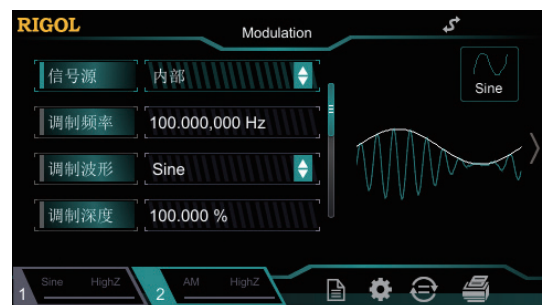 RIGOL
Modulation
信号源 内部
Sine
调制频率 100.000,000 Hz
调制波形 Sine
调制深度 100.000 %
1 Sine HighZ
2 AM HighZ